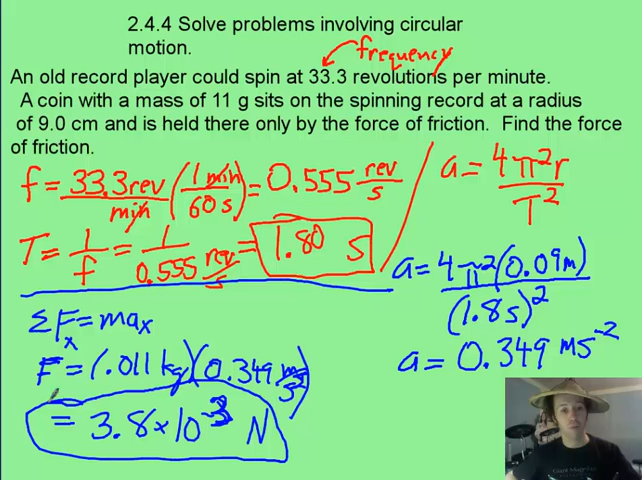 2.4.4 Solve problems involving circular
motion.
frequency
An old record player could spin at 33.3 revolutions per minute.
A coin with a mass of 11 g sits on the spinning record at a radius
of 9.0 cm and is held there only by the force of friction. Find the force
of friction.
f = 33.3 rev/min (1 min/60 s) = 0.555 rev/s
T = 1/f = 1/0.555 rev/s = 1.80 s
a = 4π²r/T²
a = 4π²(0.09m)/(1.8s)²
a = 0.349 ms⁻²
ΣFₓ = maₓ
F = (.011 kg)(0.349 m/s²)
= 3.8 × 10⁻³ N